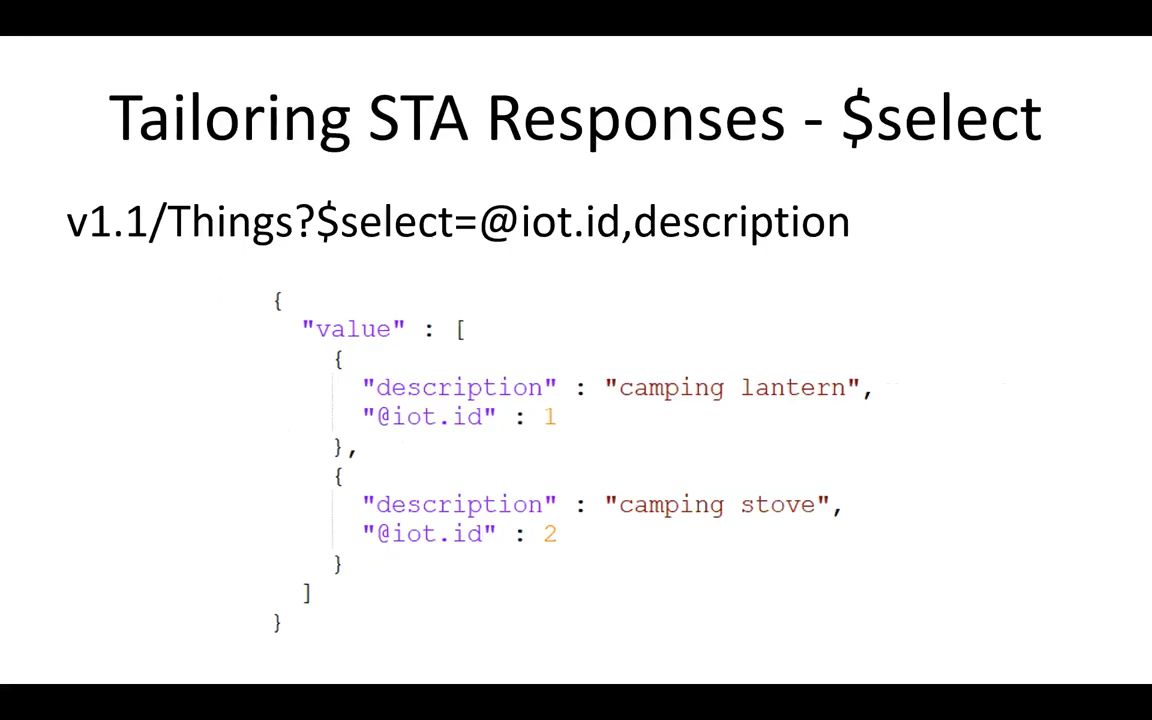 Tailoring STA Responses - $select
v1.1/Things?$select=@iot.id,description
{
"value" : [
{
"description" : "camping lantern",
"@iot.id" : 1
},
{
"description" : "camping stove",
"@iot.id" : 2
}
]
}